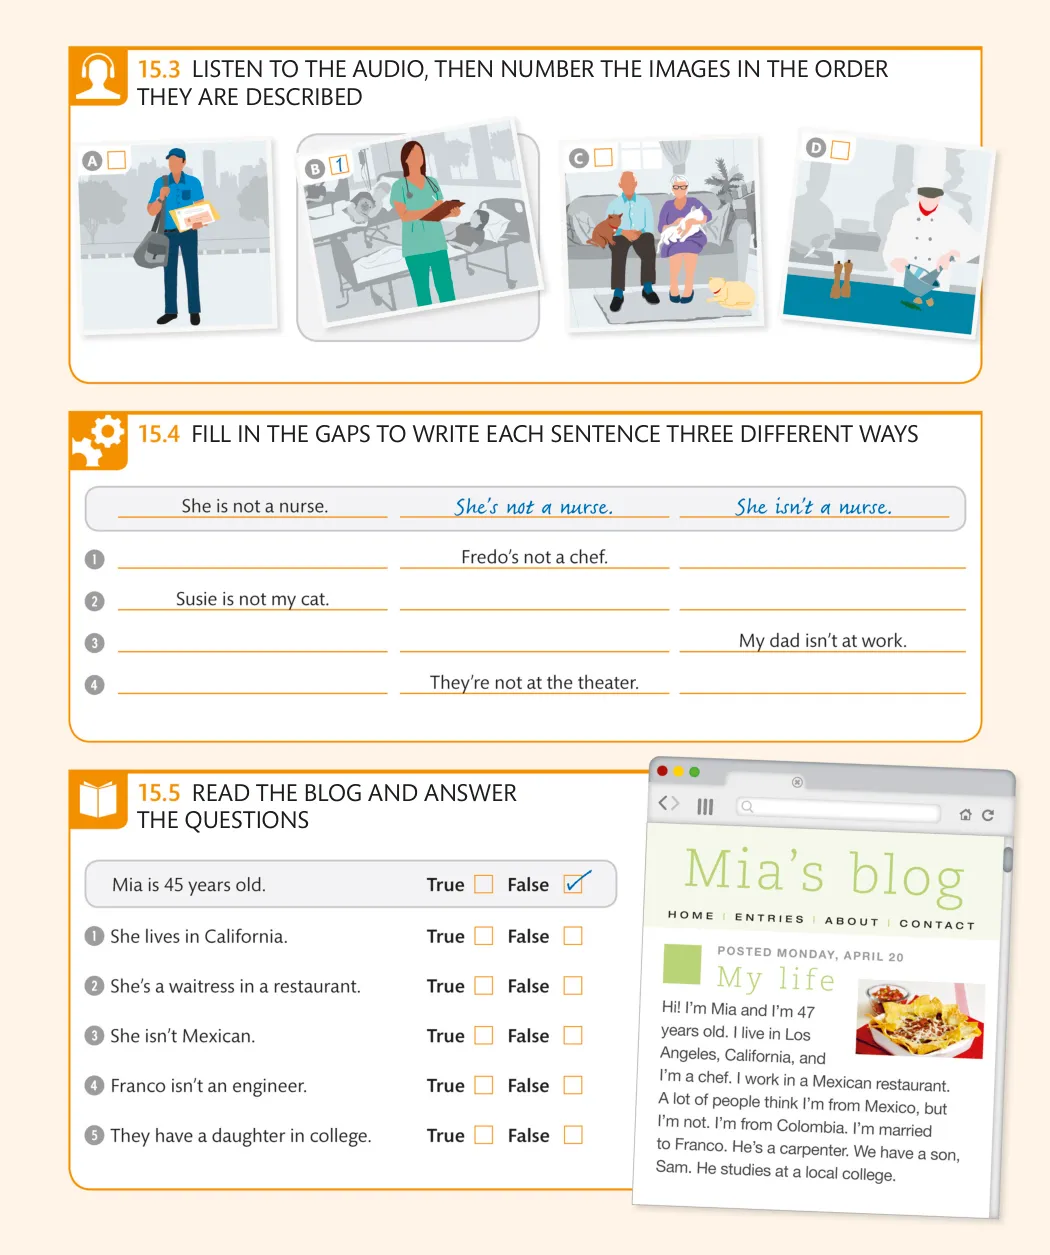 15.3 LISTEN TO THE AUDIO, THEN NUMBER THE IMAGES IN THE ORDER
THEY ARE DESCRIBED
A
B 1
C
D
15.4 FILL IN THE GAPS TO WRITE EACH SENTENCE THREE DIFFERENT WAYS
She is not a nurse. She's not a nurse. She isn't a nurse.
1 Fredo's not a chef.
2 Susie is not my cat.
3 My dad isn't at work.
4 They're not at the theater.
15.5 READ THE BLOG AND ANSWER
THE QUESTIONS
Mia is 45 years old. True False
1 She lives in California. True False
2 She's a waitress in a restaurant. True False
3 She isn't Mexican. True False
4 Franco isn't an engineer. True False
5 They have a daughter in college. True False
Mia's blog
HOME | ENTRIES | ABOUT | CONTACT
POSTED MONDAY, APRIL 20
My life
Hi! I'm Mia and I'm 47
years old. I live in Los
Angeles, California, and
I'm a chef. I work in a Mexican restaurant.
A lot of people think I'm from Mexico, but
I'm not. I'm from Colombia. I'm married
to Franco. He's a carpenter. We have a son,
Sam. He studies at a local college.